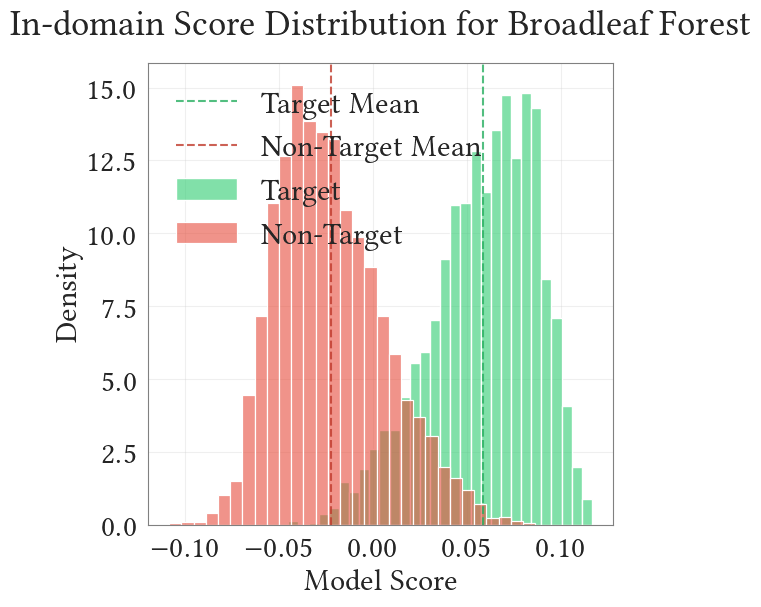 In-domain Score Distribution for Broadleaf Forest
Target Mean
Non-Target Mean
Target
Non-Target
Density
15.0
12.5
10.0
7.5
5.0
2.5
0.0
−0.10
−0.05
0.00
0.05
0.10
Model Score